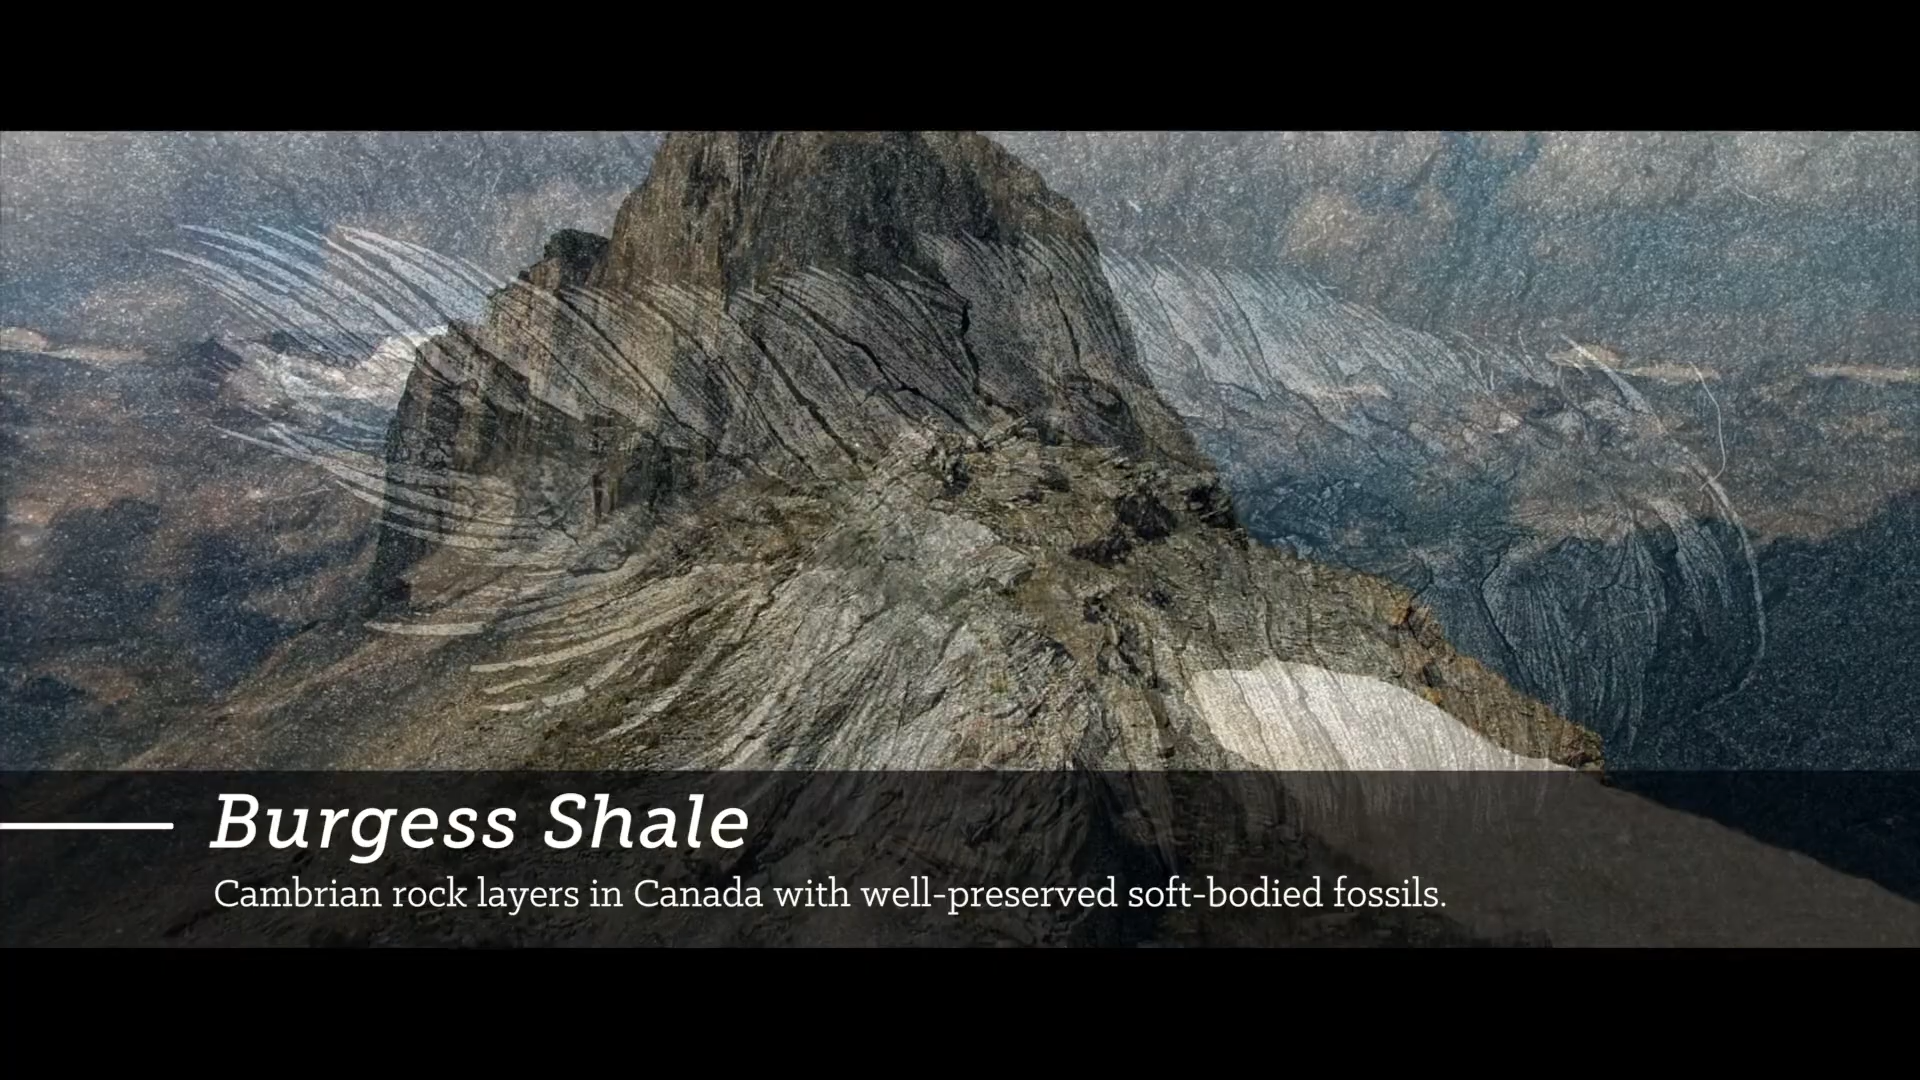 Burgess Shale
Cambrian rock layers in Canada with well-preserved soft-bodied fossils.